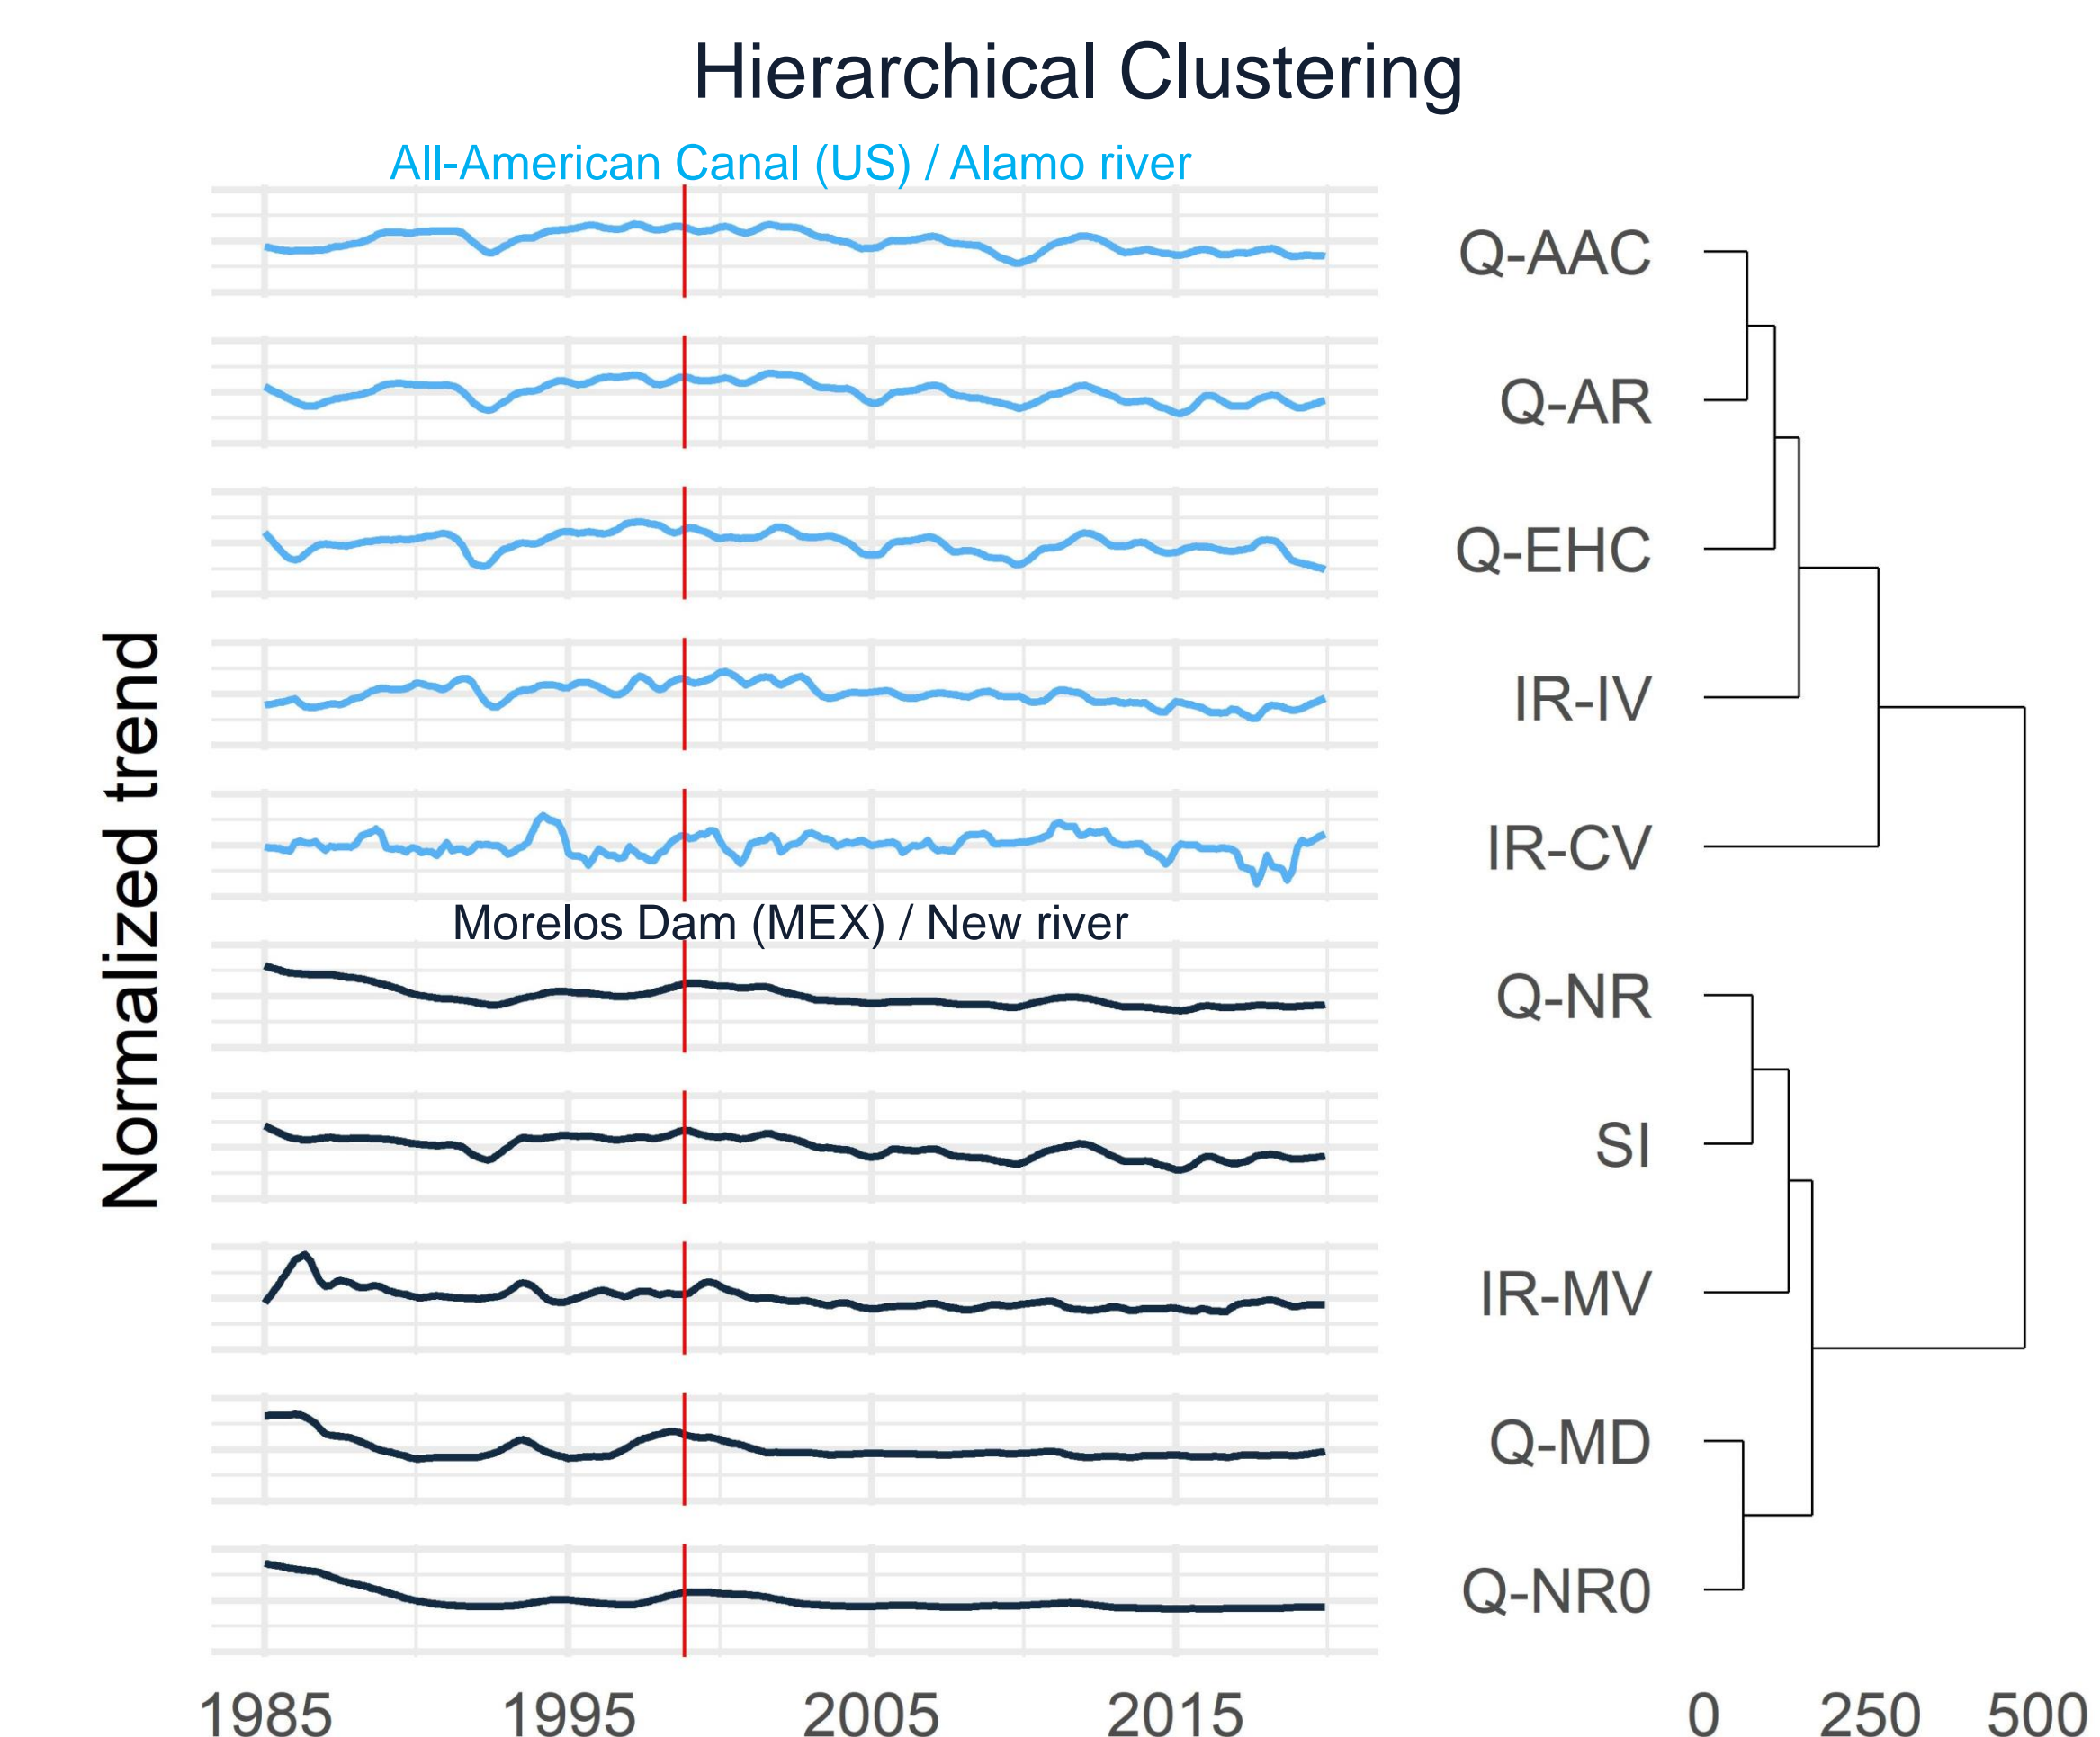 Hierarchical Clustering
All-American Canal (US) / Alamo river
Q-AAC
Q-AR
Q-EHC
IR-IV
IR-CV
Morelos Dam (MEX) / New river
Q-NR
SI
IR-MV
Q-MD
Q-NR0
Normalized trend
1985 1995 2005 2015 0 250 500